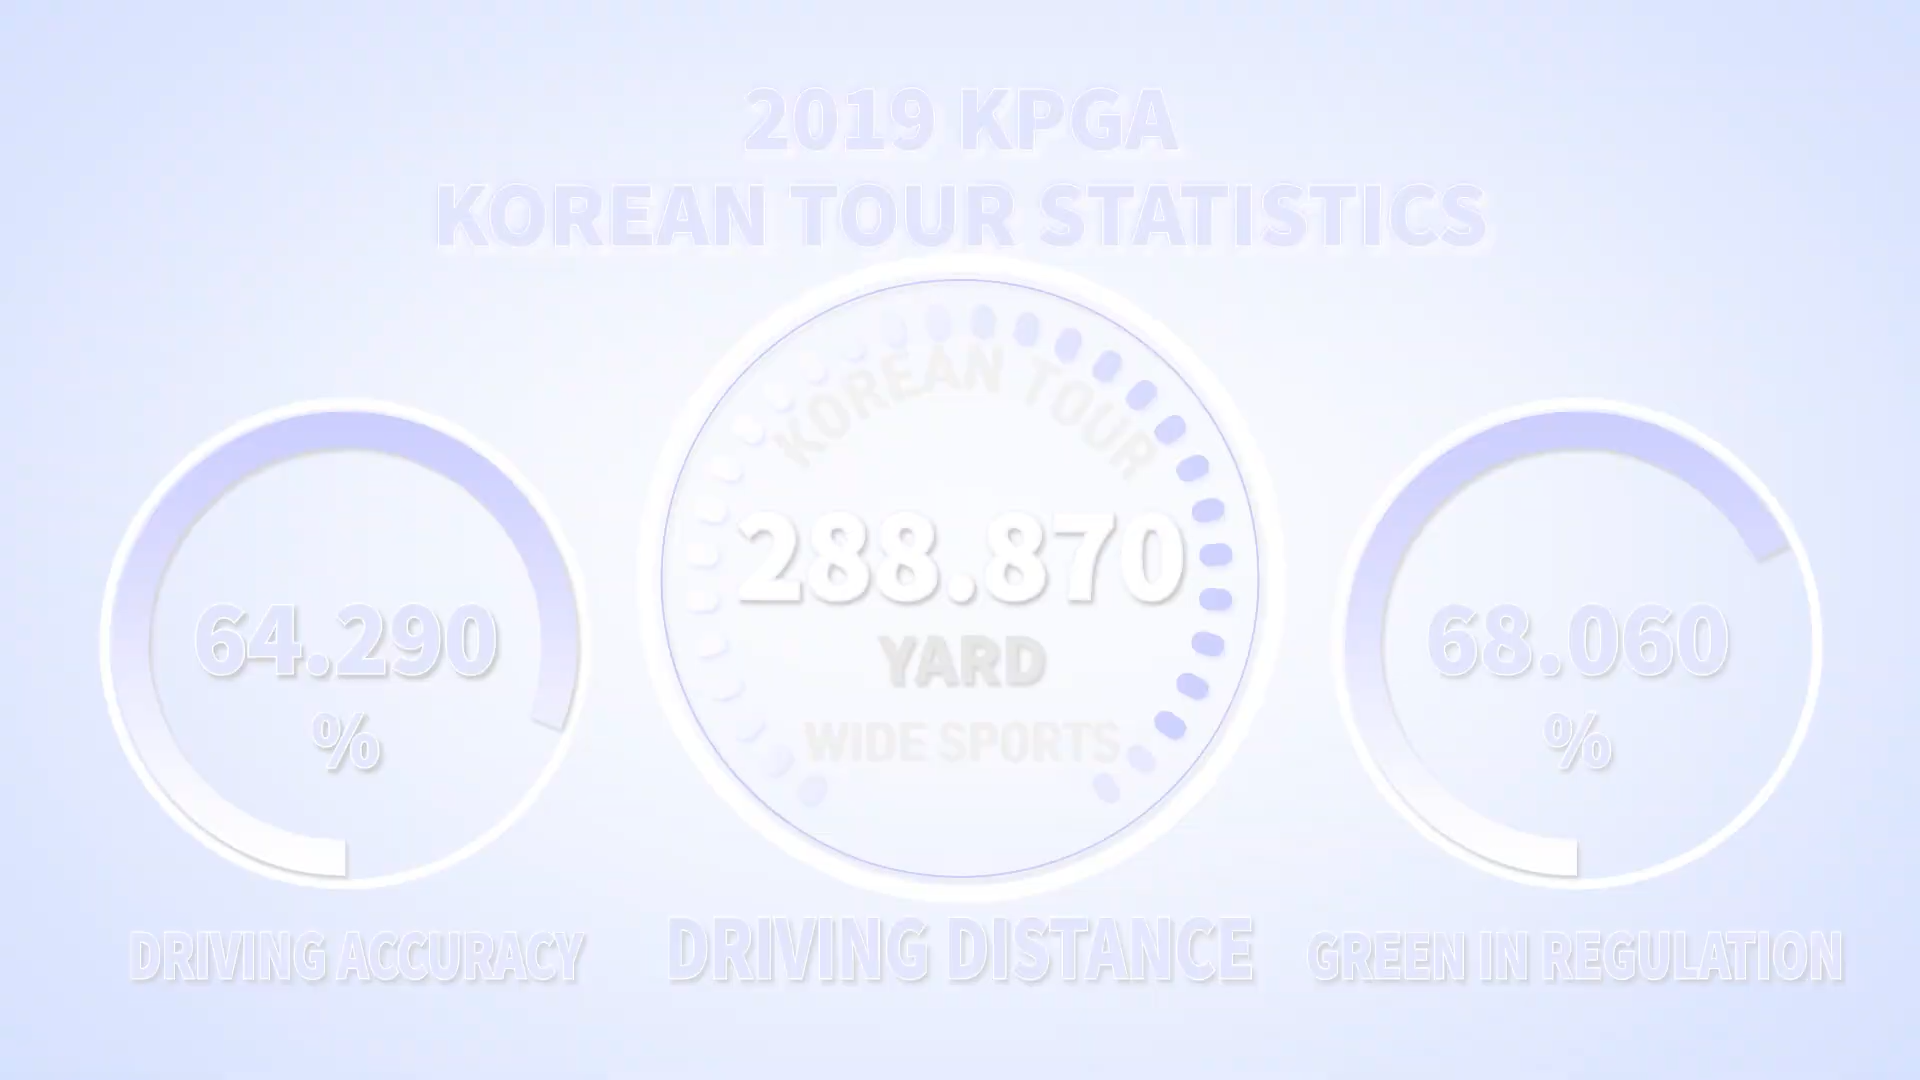 2019 KPGA
KOREAN TOUR STATISTICS
64.290
%
DRIVING ACCURACY
KOREAN TOUR
288.870
YARD
WIDE SPORTS
DRIVING DISTANCE
68.060
%
GREEN IN REGULATION